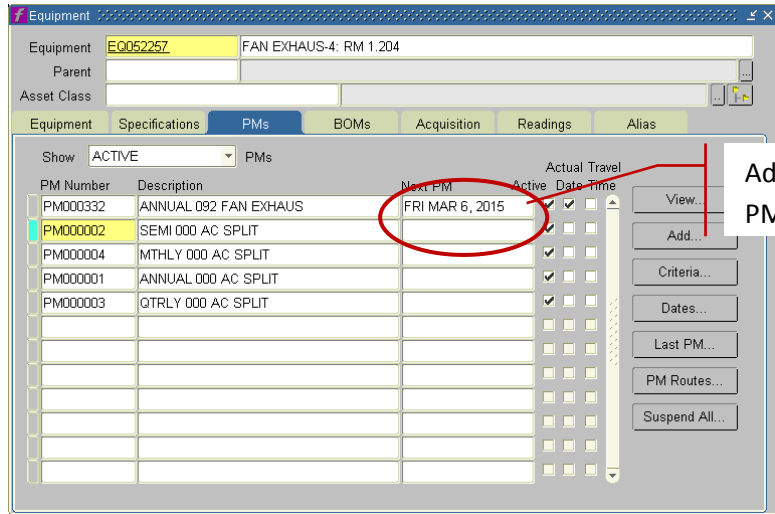 Equipment
Equipment EQ052257 FAN EXHAUS-4: RM 1.204
Parent ...
Asset Class ..
Equipment Specifications PMs BOMs Acquisition Readings Alias
Show ACTIVE PMs
Actual Travel
PM Number Description Next PM Active Date Time
PM000332 ANNUAL 092 FAN EXHAUS FRI MAR 6, 2015 View...
PM000002 SEMI 000 AC SPLIT Add...
PM000004 MTHLY 000 AC SPLIT Criteria...
PM000001 ANNUAL 000 AC SPLIT Dates...
PM000003 QTRLY 000 AC SPLIT
Last PM...
PM Routes...
Suspend All...
Ad
PM